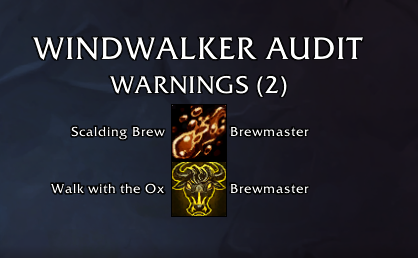 WINDWALKER AUDIT
WARNINGS (2)
Scalding Brew Brewmaster
Walk with the Ox Brewmaster